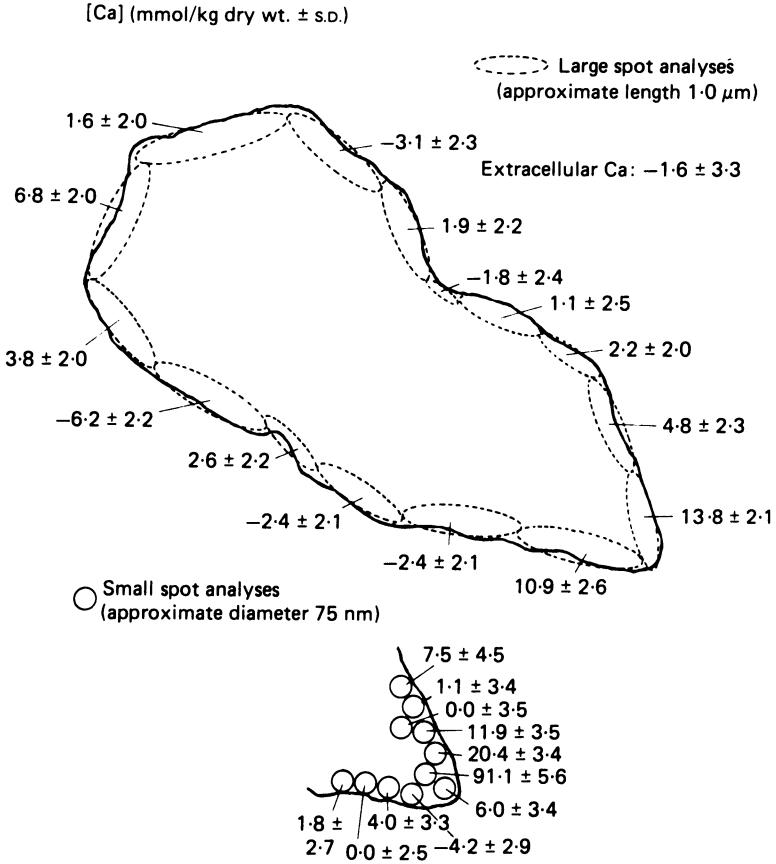 [Ca] (mmol/kg dry wt. ± S.D.)
Large spot analyses
(approximate length 1·0 μm)
1·6 ± 2·0
−3·1 ± 2·3
Extracellular Ca: −1·6 ± 3·3
6·8 ± 2·0
1·9 ± 2·2
−1·8 ± 2·4
1·1 ± 2·5
3·8 ± 2·0
2·2 ± 2·0
−6·2 ± 2·2
4·8 ± 2·3
2·6 ± 2·2
−2·4 ± 2·1
13·8 ± 2·1
−2·4 ± 2·1
10·9 ± 2·6
Small spot analyses
(approximate diameter 75 nm)
7·5 ± 4·5
1·1 ± 3·4
0·0 ± 3·5
11·9 ± 3·5
20·4 ± 3·4
91·1 ± 5·6
6·0 ± 3·4
1·8 ±
2·7
4·0 ± 3·3
0·0 ± 2·5
−4·2 ± 2·9